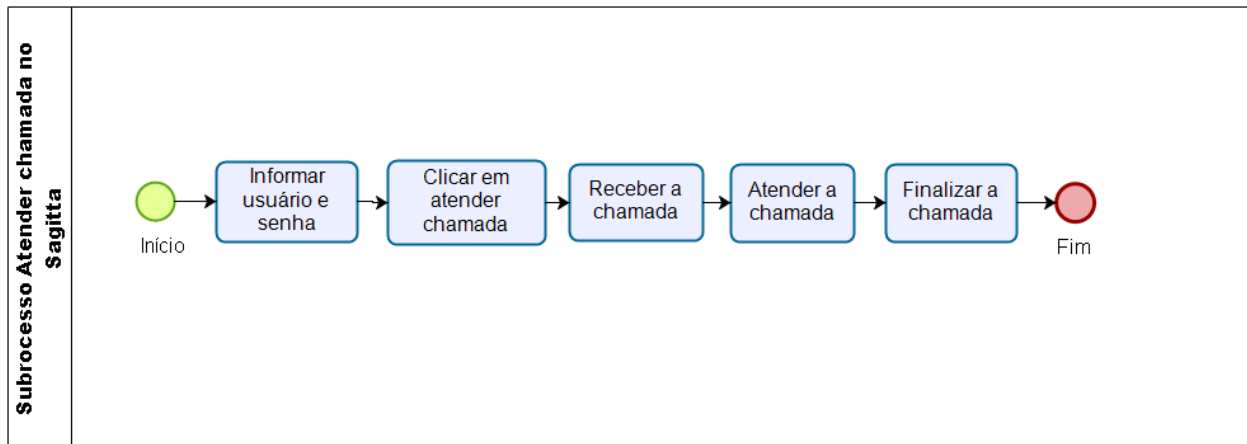 Subrocesso Atender chamada no
Sagitta
Início
Informar
usuário e
senha
Clicar em
atender
chamada
Receber a
chamada
Atender a
chamada
Finalizar a
chamada
Fim